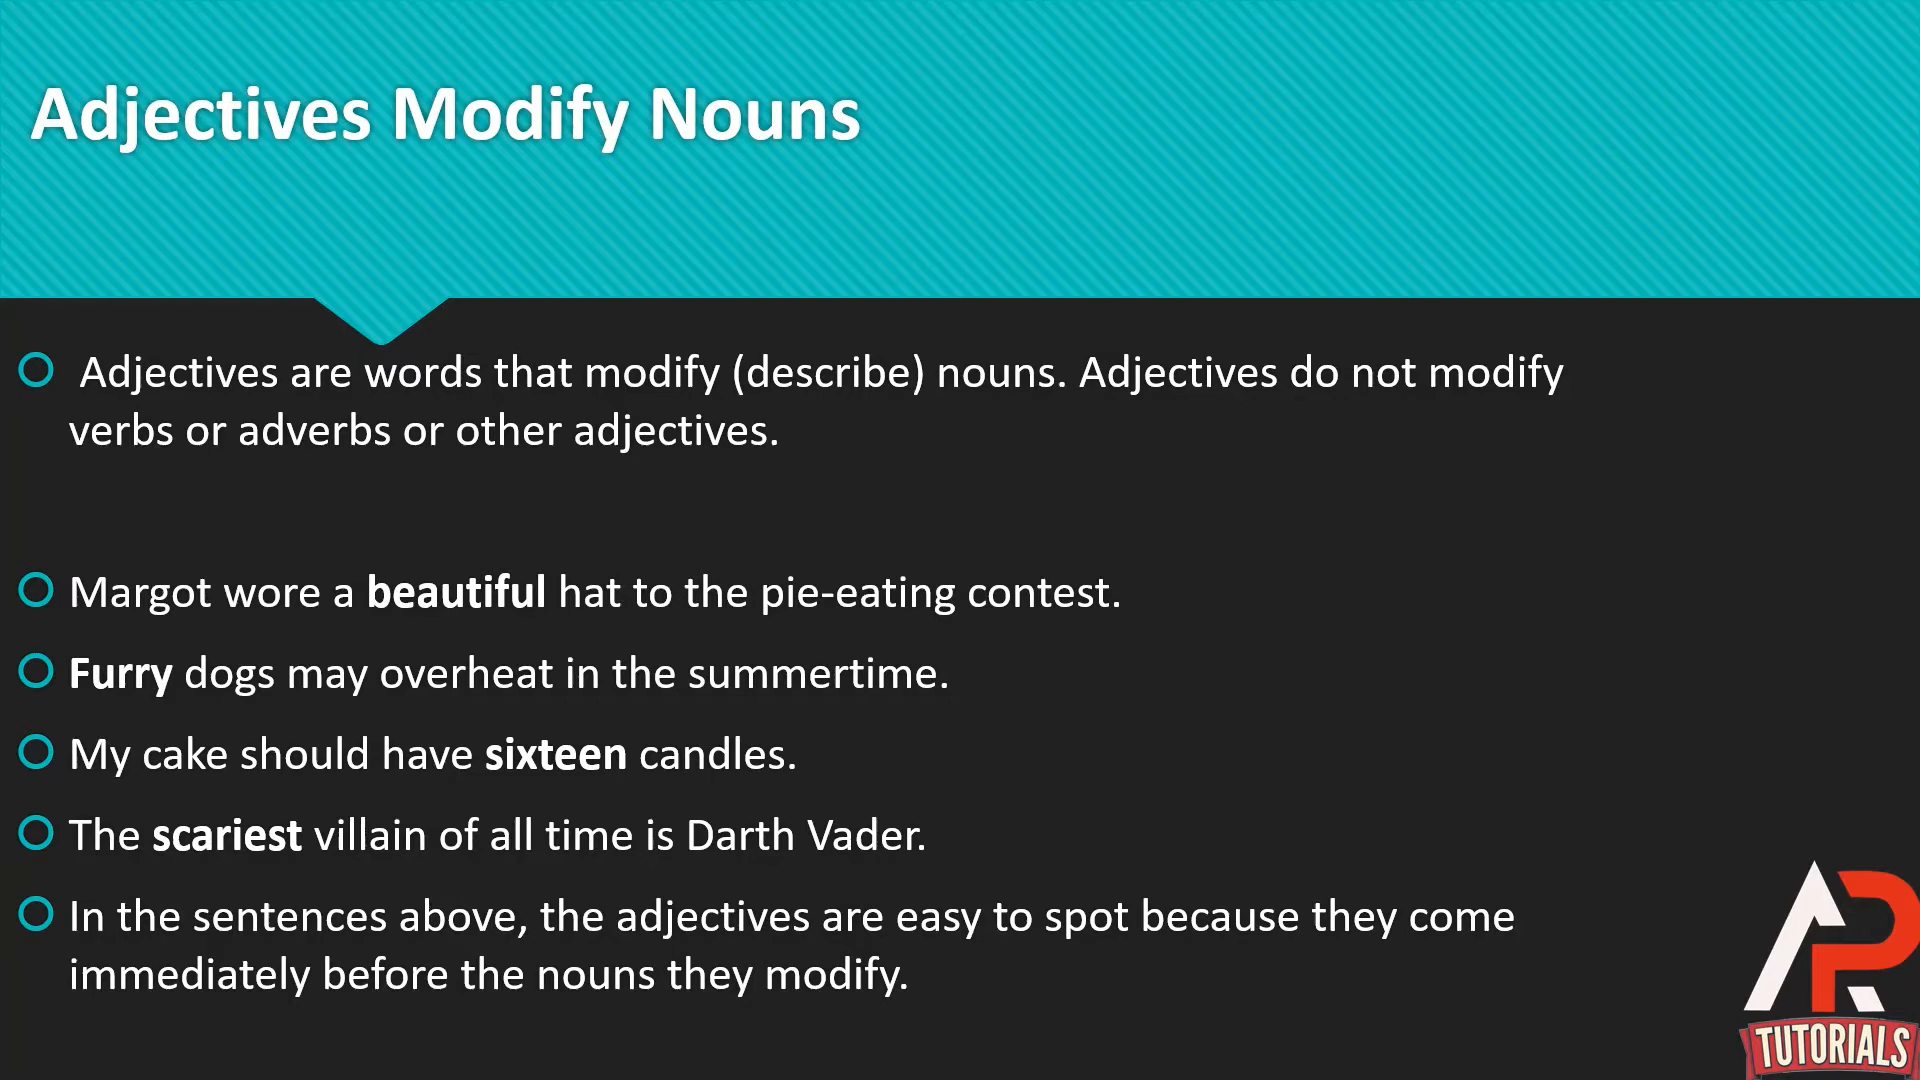 Adjectives Modify Nouns
Adjectives are words that modify (describe) nouns. Adjectives do not modify
verbs or adverbs or other adjectives.
Margot wore a beautiful hat to the pie-eating contest.
Furry dogs may overheat in the summertime.
My cake should have sixteen candles.
The scariest villain of all time is Darth Vader.
In the sentences above, the adjectives are easy to spot because they come
immediately before the nouns they modify.
AP
TUTORIALS